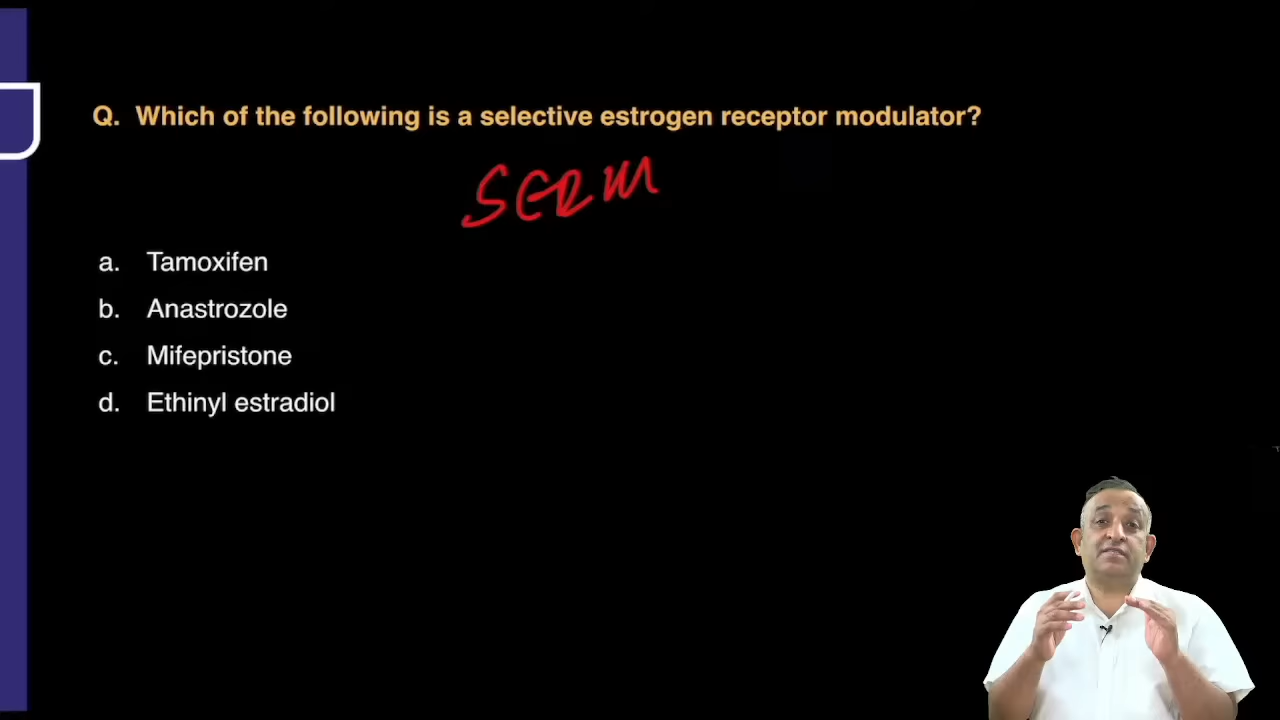 Q. Which of the following is a selective estrogen receptor modulator?
SERM
a. Tamoxifen
b. Anastrozole
c. Mifepristone
d. Ethinyl estradiol